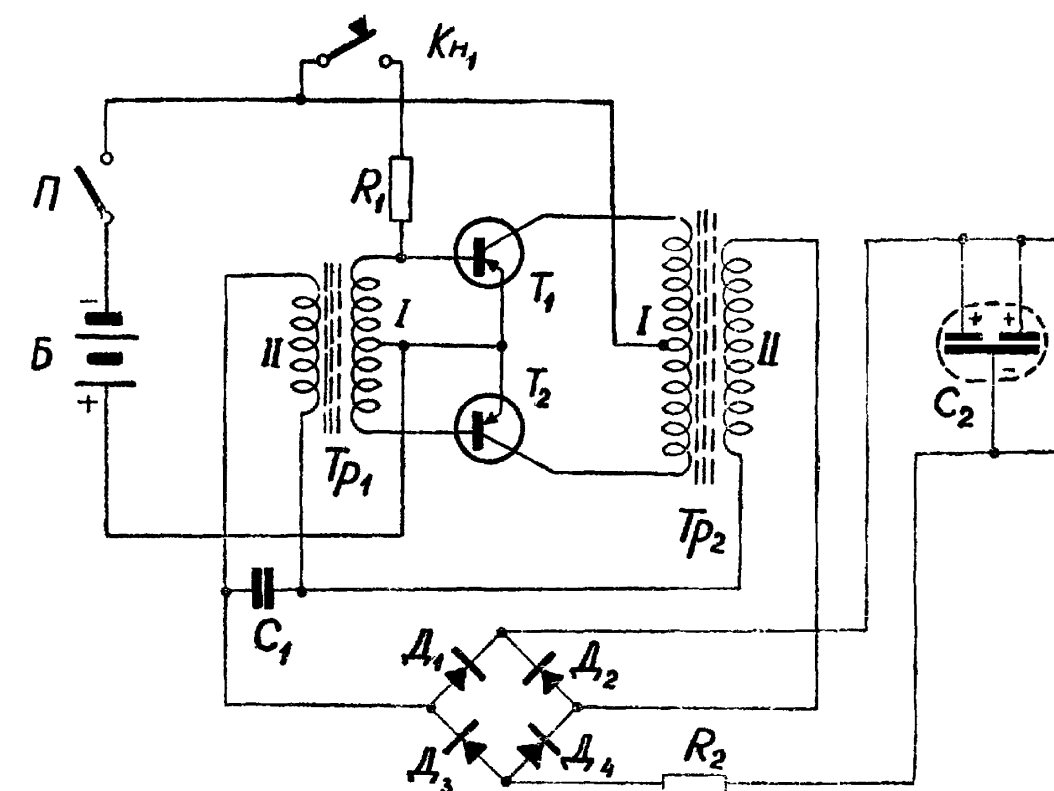 Кн₁
П
R₁
T₁
Б
−
+
II
I
T₂
I
II
+ +
−
C₂
Тр₁
Тр₂
C₁
Д₁
Д₂
Д₃
Д₄
R₂